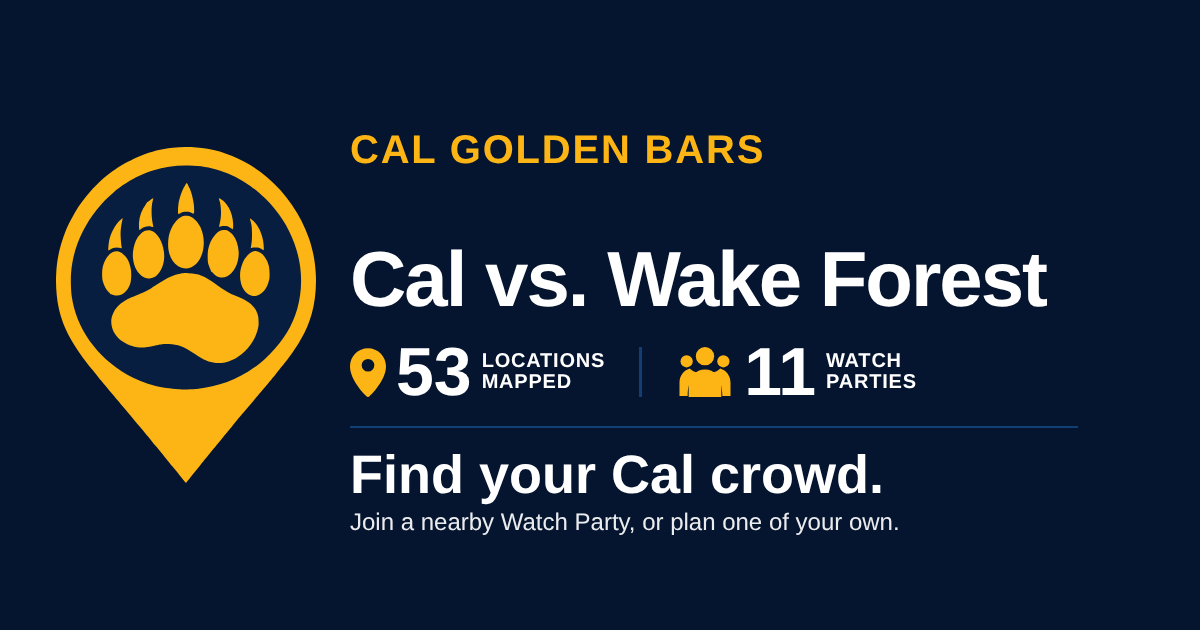 CAL GOLDEN BARS
Cal vs. Wake Forest
53 LOCATIONS MAPPED
11 WATCH PARTIES
Find your Cal crowd.
Join a nearby Watch Party, or plan one of your own.